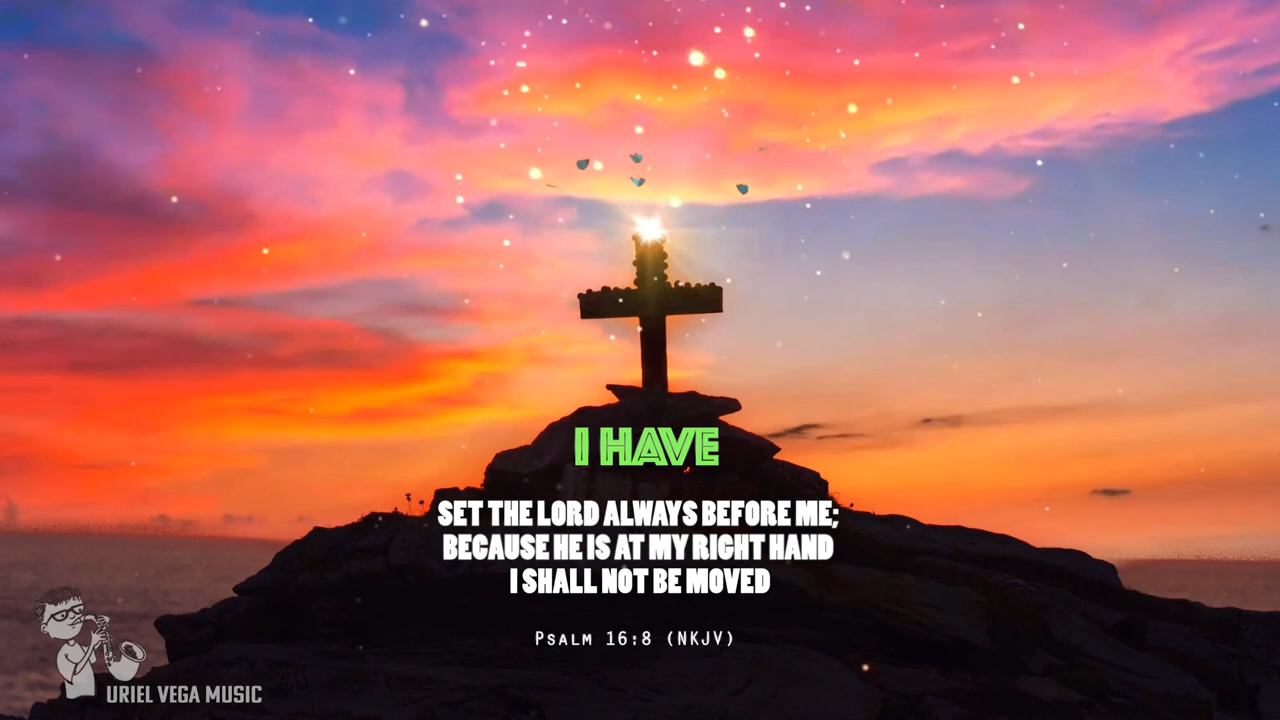 I HAVE
SET THE LORD ALWAYS BEFORE ME;
BECAUSE HE IS AT MY RIGHT HAND
I SHALL NOT BE MOVED
Psalm 16:8 (NKJV)
URIEL VEGA MUSIC